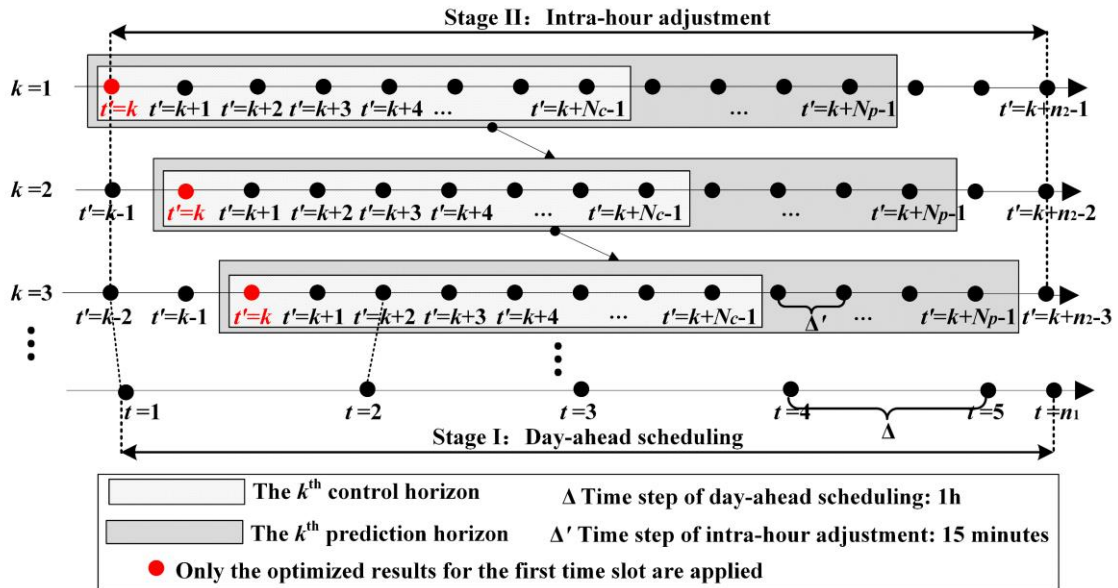 Stage II: Intra-hour adjustment
k =1
t'=k t'=k+1 t'=k+2 t'=k+3 t'=k+4 ... t'=k+Nc-1 ... t'=k+Np-1 t'=k+n2-1
k =2
t'=k-1 t'=k t'=k+1 t'=k+2 t'=k+3 t'=k+4 ... t'=k+Nc-1 ... t'=k+Np-1 t'=k+n2-2
k =3
t'=k-2 t'=k-1 t'=k t'=k+1 t'=k+2 t'=k+3 t'=k+4 ... t'=k+Nc-1 Δ' ... t'=k+Np-1 t'=k+n2-3
t =1 t =2 t =3 t =4 Δ t =5 t =n1
Stage I: Day-ahead scheduling
The kth control horizon Δ Time step of day-ahead scheduling: 1h
The kth prediction horizon Δ' Time step of intra-hour adjustment: 15 minutes
Only the optimized results for the first time slot are applied